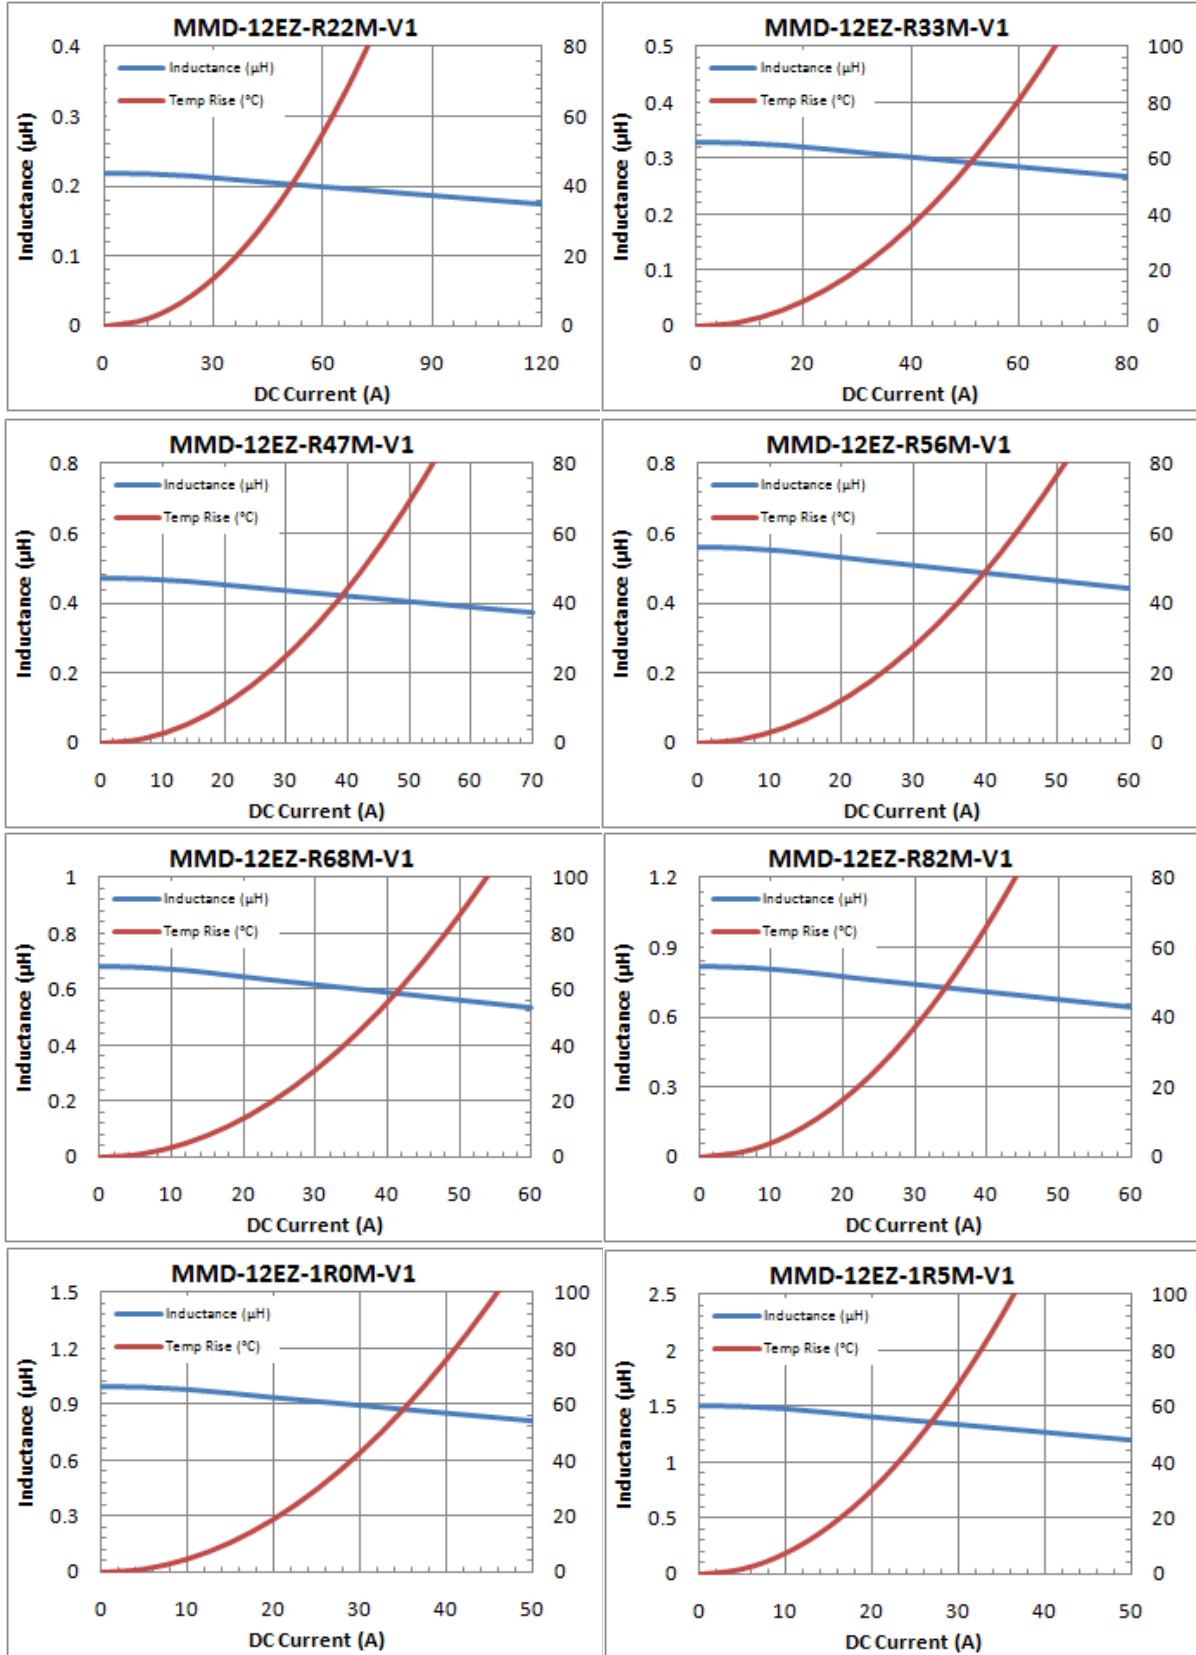 MMD-12EZ-R22M-V1
Inductance (µH)
Temp Rise (°C)
Inductance (µH)
0.4
0.3
0.2
0.1
0
80
60
40
20
0
0 30 60 90 120
DC Current (A)
MMD-12EZ-R33M-V1
Inductance (µH)
Temp Rise (°C)
Inductance (µH)
0.5
0.4
0.3
0.2
0.1
0
100
80
60
40
20
0
0 20 40 60 80
DC Current (A)
MMD-12EZ-R47M-V1
Inductance (µH)
Temp Rise (°C)
Inductance (µH)
0.8
0.6
0.4
0.2
0
80
60
40
20
0
0 10 20 30 40 50 60 70
DC Current (A)
MMD-12EZ-R56M-V1
Inductance (µH)
Temp Rise (°C)
Inductance (µH)
0.8
0.6
0.4
0.2
0
80
60
40
20
0
0 10 20 30 40 50 60
DC Current (A)
MMD-12EZ-R68M-V1
Inductance (µH)
Temp Rise (°C)
Inductance (µH)
1
0.8
0.6
0.4
0.2
0
100
80
60
40
20
0
0 10 20 30 40 50 60
DC Current (A)
MMD-12EZ-R82M-V1
Inductance (µH)
Temp Rise (°C)
Inductance (µH)
1.2
0.9
0.6
0.3
0
80
60
40
20
0
0 10 20 30 40 50 60
DC Current (A)
MMD-12EZ-1R0M-V1
Inductance (µH)
Temp Rise (°C)
Inductance (µH)
1.5
1.2
0.9
0.6
0.3
0
100
80
60
40
20
0
0 10 20 30 40 50
DC Current (A)
MMD-12EZ-1R5M-V1
Inductance (µH)
Temp Rise (°C)
Inductance (µH)
2.5
2
1.5
1
0.5
0
100
80
60
40
20
0
0 10 20 30 40 50
DC Current (A)